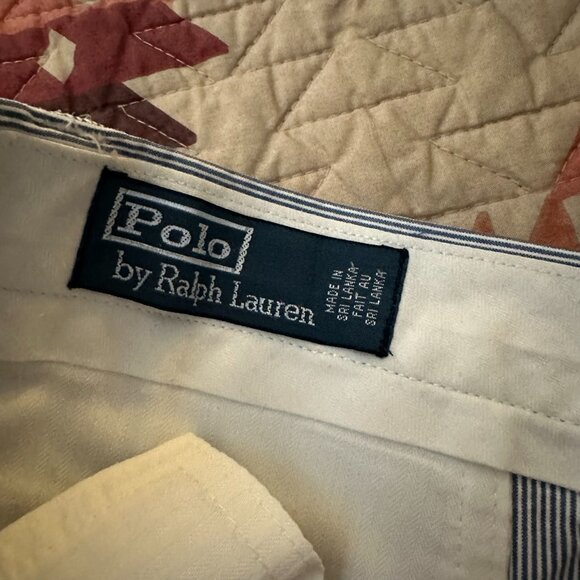 Polo
by Ralph Lauren
MADE IN
SRI LANKA
FAIT AU
SRI LANKA